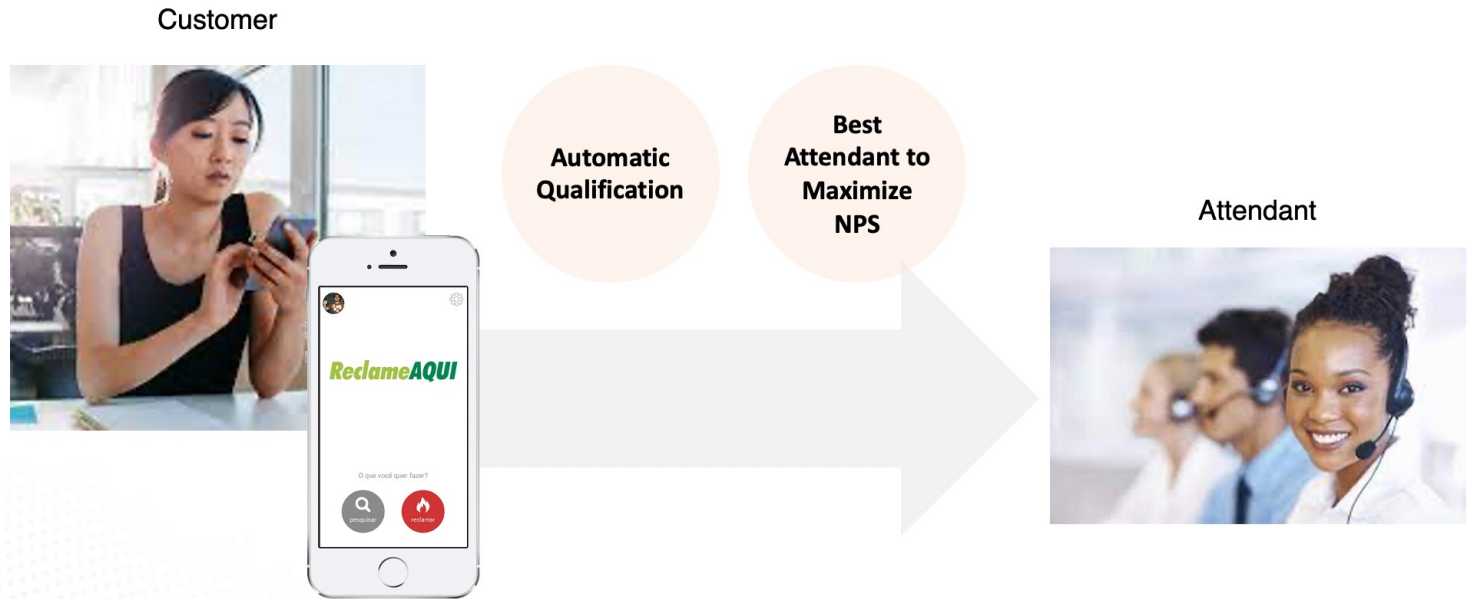 Customer
Automatic
Qualification
Best
Attendant to
Maximize
NPS
Attendant
ReclameAQUI
O que você quer fazer?
pesquisar
reclamar